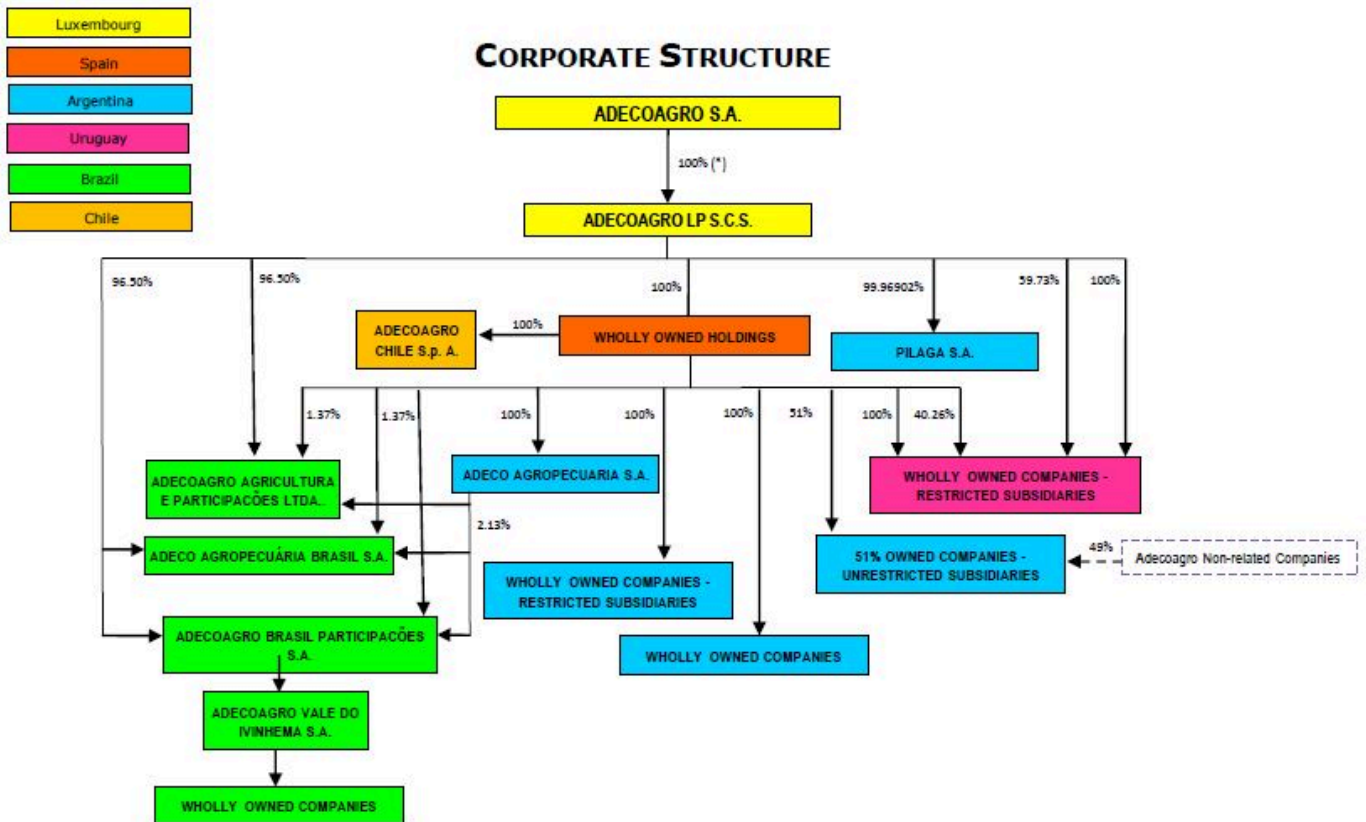 Luxembourg
Spain
Argentina
Uruguay
Brazil
Chile
CORPORATE STRUCTURE
ADECOAGRO S.A.
100% (*)
ADECOAGRO LP S.C.S.
96.50%
96.50%
100%
99.96902%
59.73%
100%
ADECOAGRO
CHILE S.p. A.
100%
WHOLLY OWNED HOLDINGS
PILAGA S.A.
1.37%
1.37%
100%
100%
100%
51%
100%
40.26%
ADECOAGRO AGRICULTURA
E PARTICIPACÕES LTDA..
ADECO AGROPECUARIA S.A.
WHOLLY OWNED COMPANIES -
RESTRICTED SUBSIDIARIES
2.13%
ADECO AGROPECUÁRIA BRASIL S.A.
WHOLLY OWNED COMPANIES -
RESTRICTED SUBSIDIARIES
51% OWNED COMPANIES -
UNRESTRICTED SUBSIDIARIES
49%
Adecoagro Non-related Companies
ADECOAGRO BRASIL PARTICIPACÕES
S.A.
WHOLLY OWNED COMPANIES
ADECOAGRO VALE DO
IVINHEMA S.A.
WHOLLY OWNED COMPANIES